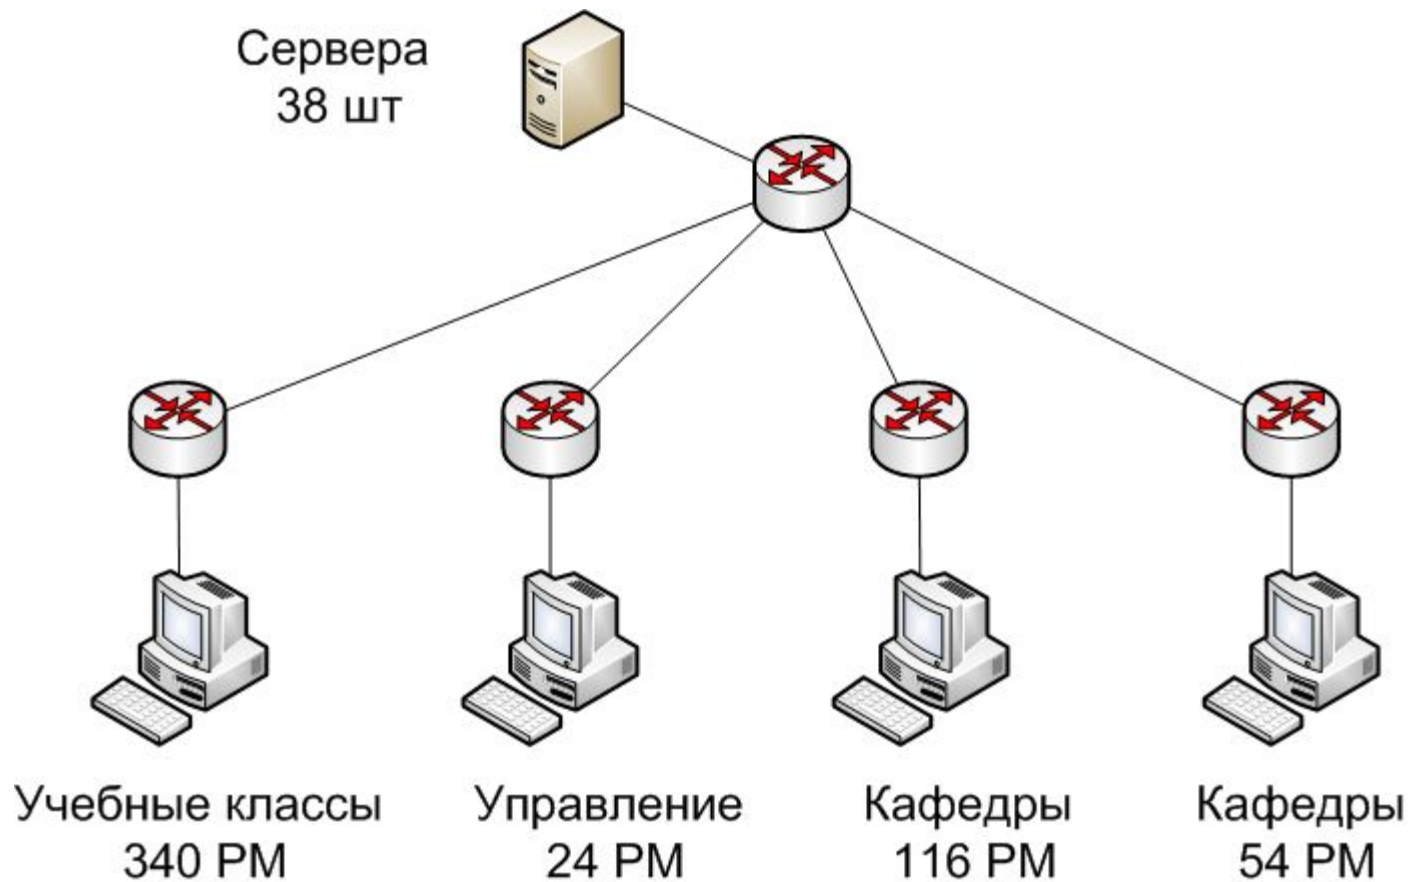 Сервера
38 шт
Учебные классы
340 РМ
Управление
24 РМ
Кафедры
116 РМ
Кафедры
54 РМ